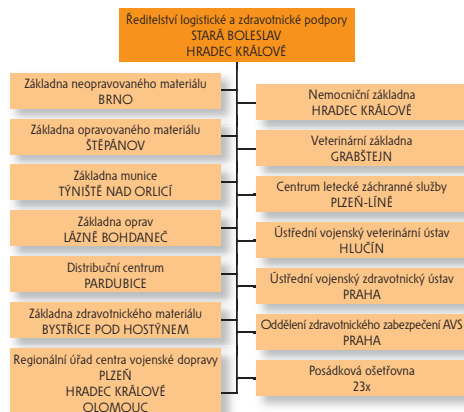 Ředitelství logistické a zdravotnické podpory
STARÁ BOLESLAV
HRADEC KRÁLOVÉ
Základna neopravovaného materiálu
BRNO
Základna opravovaného materiálu
ŠTĚPÁNOV
Základna munice
TÝNIŠTĚ NAD ORLICÍ
Základna oprav
LÁZNĚ BOHDANEČ
Distribuční centrum
PARDUBICE
Základna zdravotnického materiálu
BYSTŘICE POD HOSTÝNEM
Regionální úřad centra vojenské dopravy
PLZEŇ
HRADEC KRÁLOVÉ
OLOMOUC
Nemocniční základna
HRADEC KRÁLOVÉ
Veterinární základna
GRABŠTEJN
Centrum letecké záchranné služby
PLZEŇ-LÍNĚ
Ústřední vojenský veterinární ústav
HLUČÍN
Ústřední vojenský zdravotnický ústav
PRAHA
Oddělení zdravotnického zabezpečení AVS
PRAHA
Posádková ošetřovna
23x